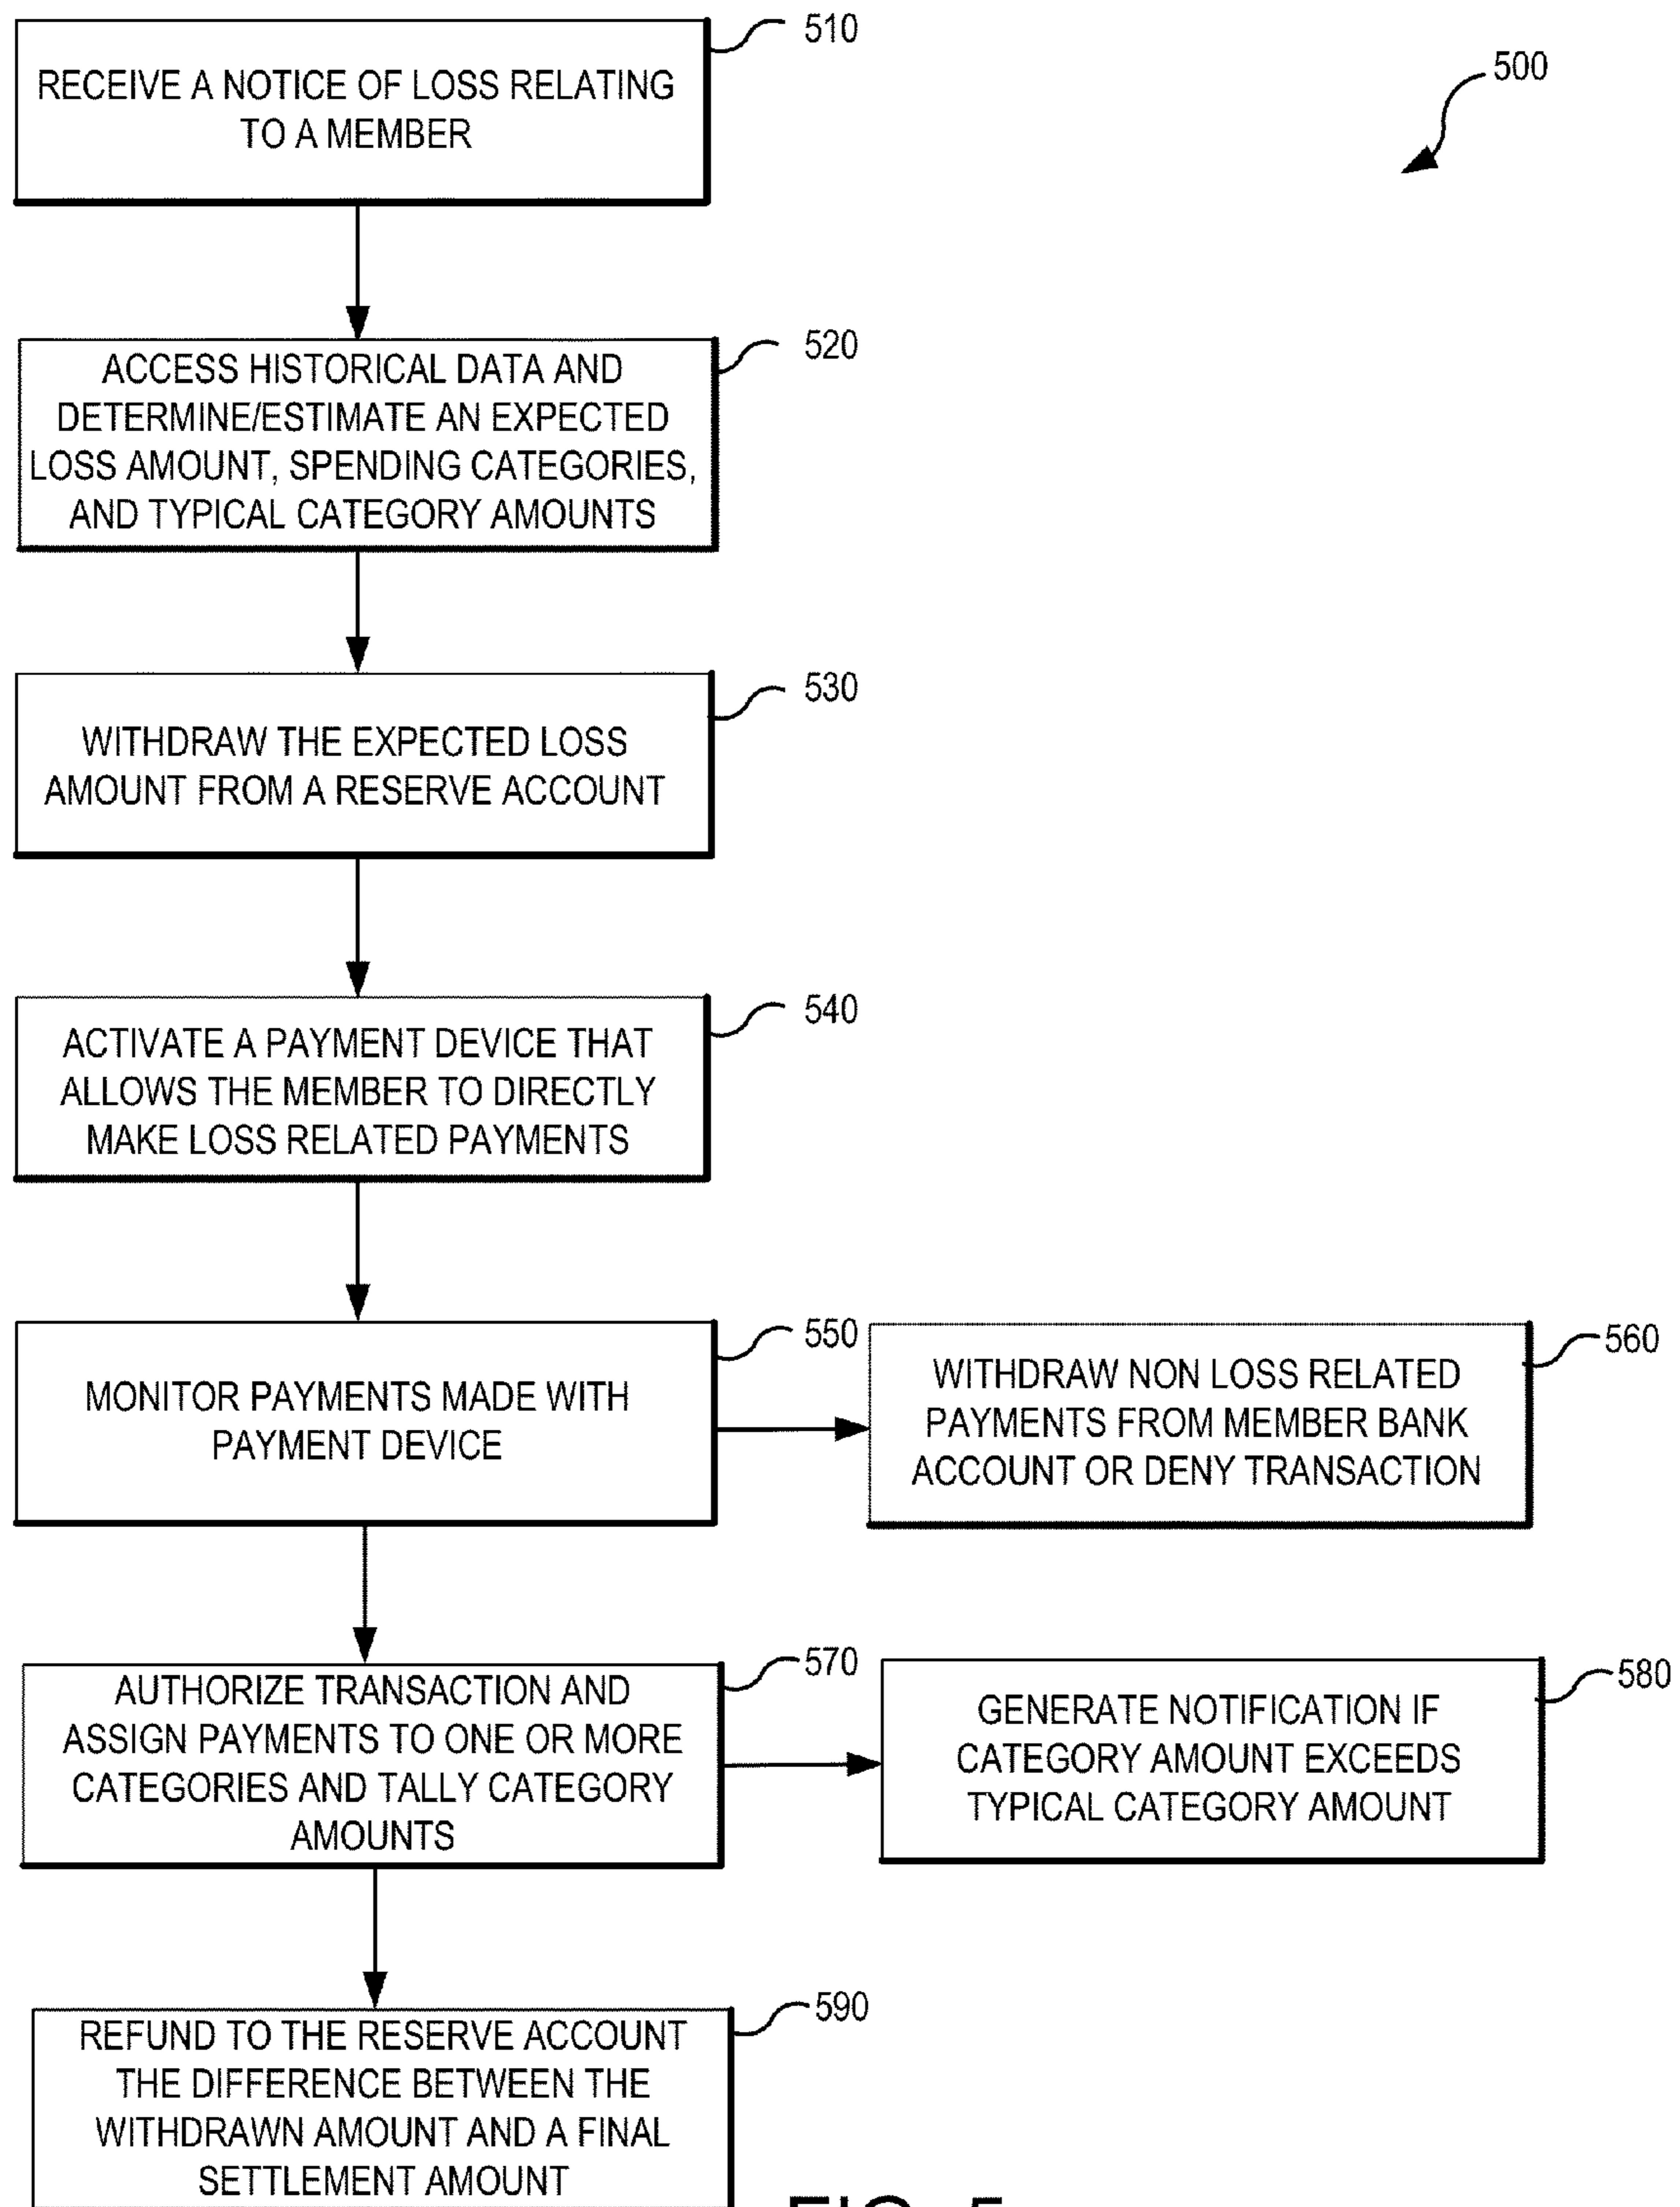 510
RECEIVE A NOTICE OF LOSS RELATING
TO A MEMBER
500
520
ACCESS HISTORICAL DATA AND
DETERMINE/ESTIMATE AN EXPECTED
LOSS AMOUNT, SPENDING CATEGORIES,
AND TYPICAL CATEGORY AMOUNTS
530
WITHDRAW THE EXPECTED LOSS
AMOUNT FROM A RESERVE ACCOUNT
540
ACTIVATE A PAYMENT DEVICE THAT
ALLOWS THE MEMBER TO DIRECTLY
MAKE LOSS RELATED PAYMENTS
550
MONITOR PAYMENTS MADE WITH
PAYMENT DEVICE
560
WITHDRAW NON LOSS RELATED
PAYMENTS FROM MEMBER BANK
ACCOUNT OR DENY TRANSACTION
570
AUTHORIZE TRANSACTION AND
ASSIGN PAYMENTS TO ONE OR MORE
CATEGORIES AND TALLY CATEGORY
AMOUNTS
580
GENERATE NOTIFICATION IF
CATEGORY AMOUNT EXCEEDS
TYPICAL CATEGORY AMOUNT
590
REFUND TO THE RESERVE ACCOUNT
THE DIFFERENCE BETWEEN THE
WITHDRAWN AMOUNT AND A FINAL
SETTLEMENT AMOUNT
FIG. 5